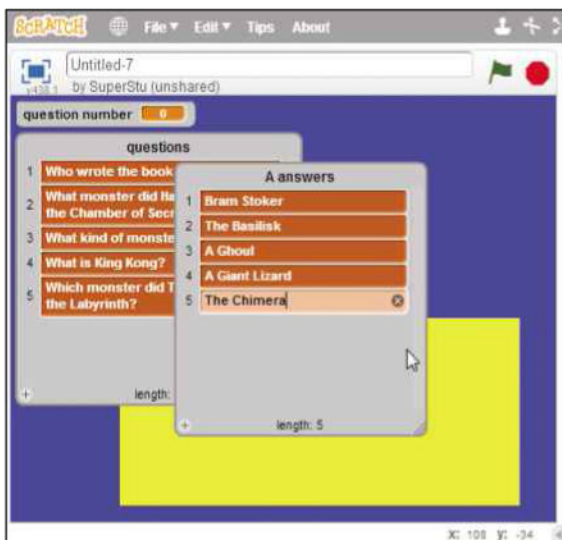 SCRATCH File Edit Tips About
Untitled-7
v438.1 by SuperStu (unshared)
question number 0
questions
1 Who wrote the book
2 What monster did Ha
the Chamber of Secr
3 What kind of monste
4 What is King Kong?
5 Which monster did T
the Labyrinth?
length:
A answers
1 Bram Stoker
2 The Basilisk
3 A Ghoul
4 A Giant Lizard
5 The Chimera
length: 5
X: 108 y: -34